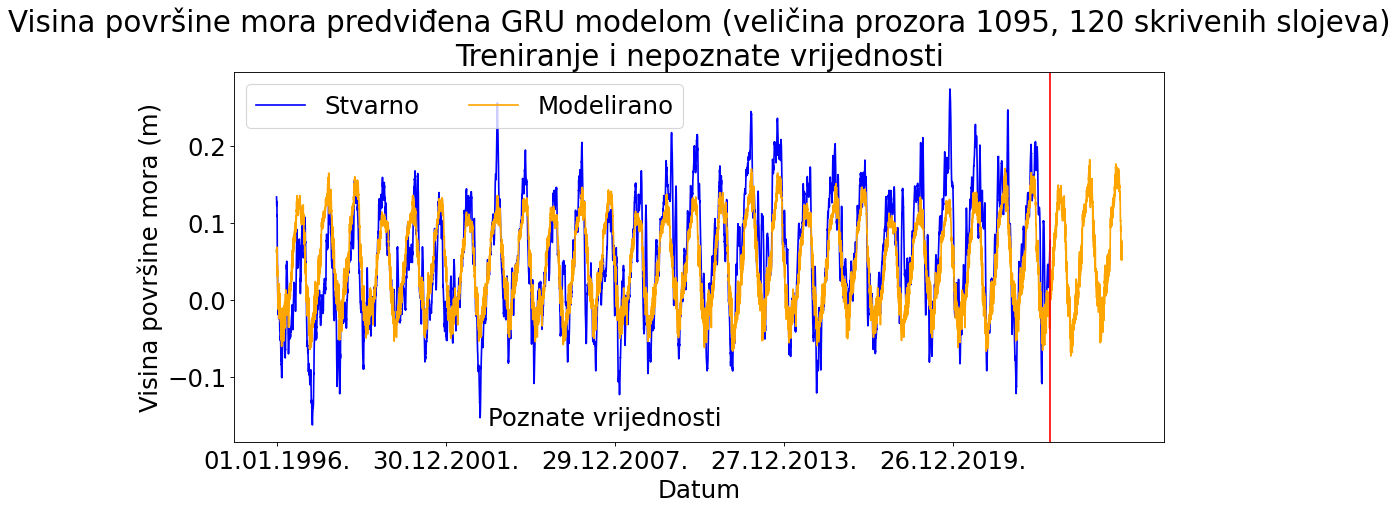 Visina površine mora predviđena GRU modelom (veličina prozora 1095, 120 skrivenih slojeva)
Treniranje i nepoznate vrijednosti
Stvarno
Modelirano
Visina površine mora (m)
0.2
0.1
0.0
−0.1
Poznate vrijednosti
01.01.1996.
30.12.2001.
29.12.2007.
27.12.2013.
26.12.2019.
Datum